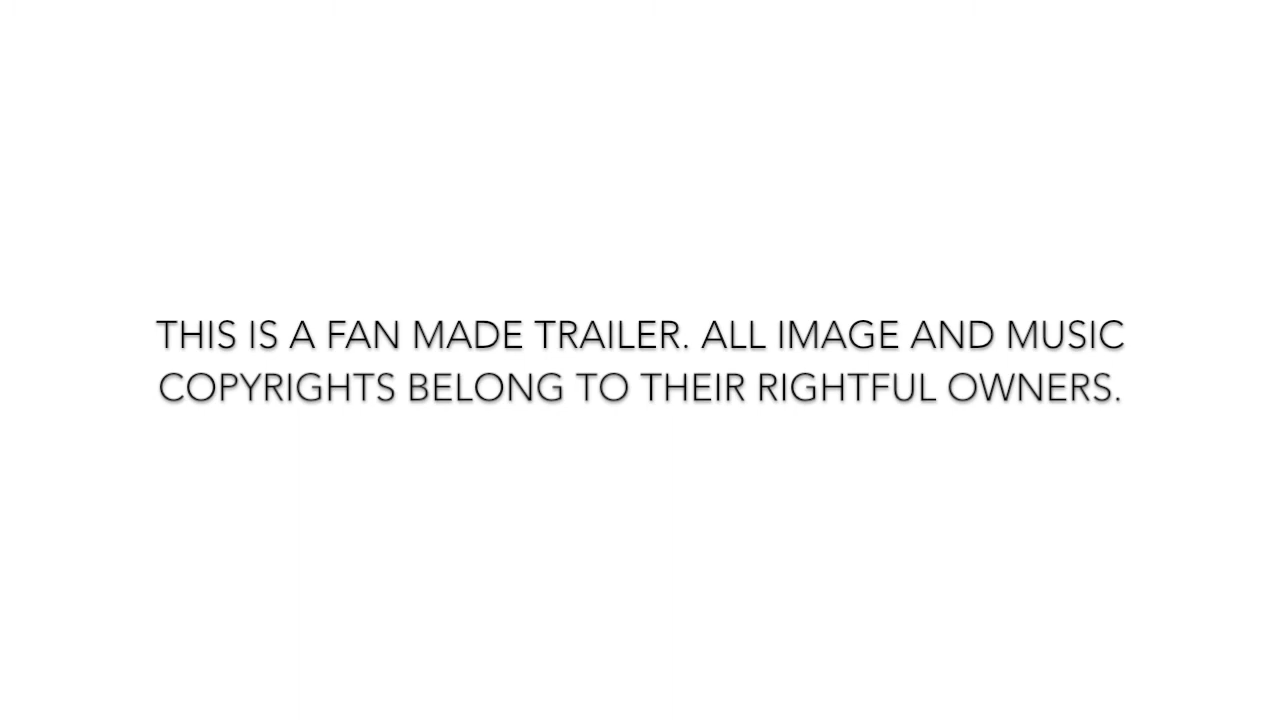 THIS IS A FAN MADE TRAILER. ALL IMAGE AND MUSIC
COPYRIGHTS BELONG TO THEIR RIGHTFUL OWNERS.